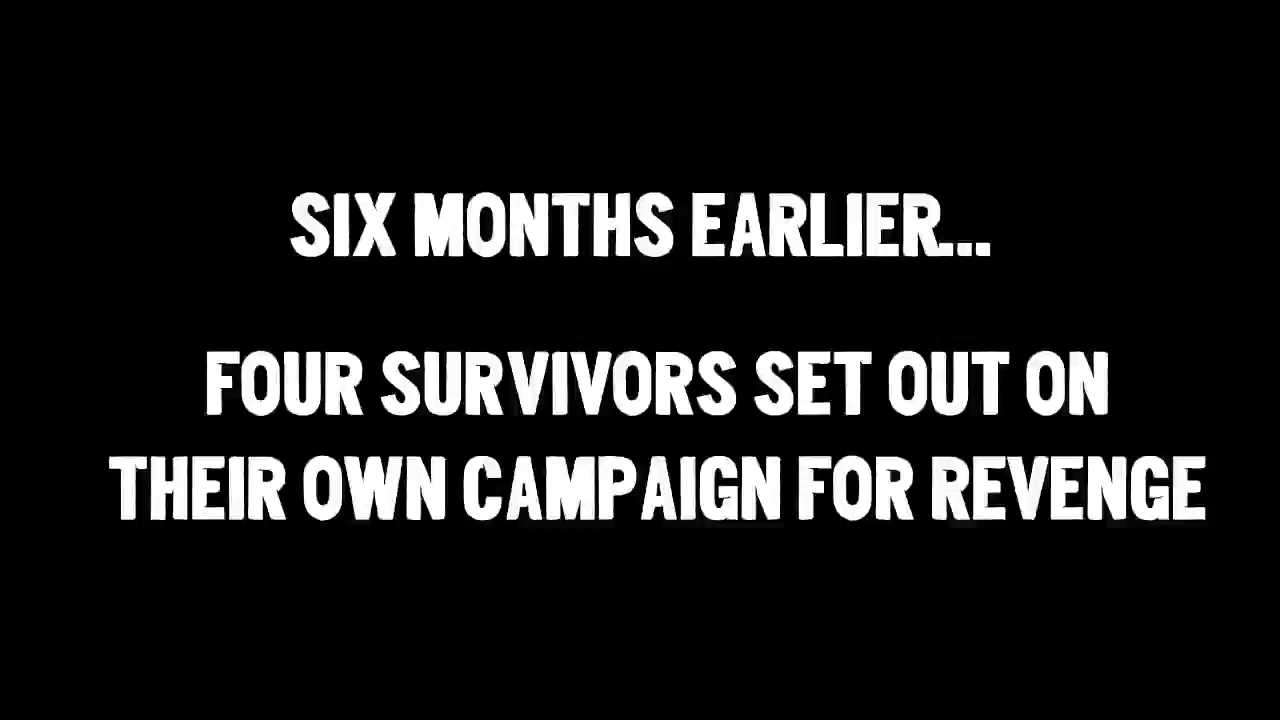 SIX MONTHS EARLIER...
FOUR SURVIVORS SET OUT ON
THEIR OWN CAMPAIGN FOR REVENGE